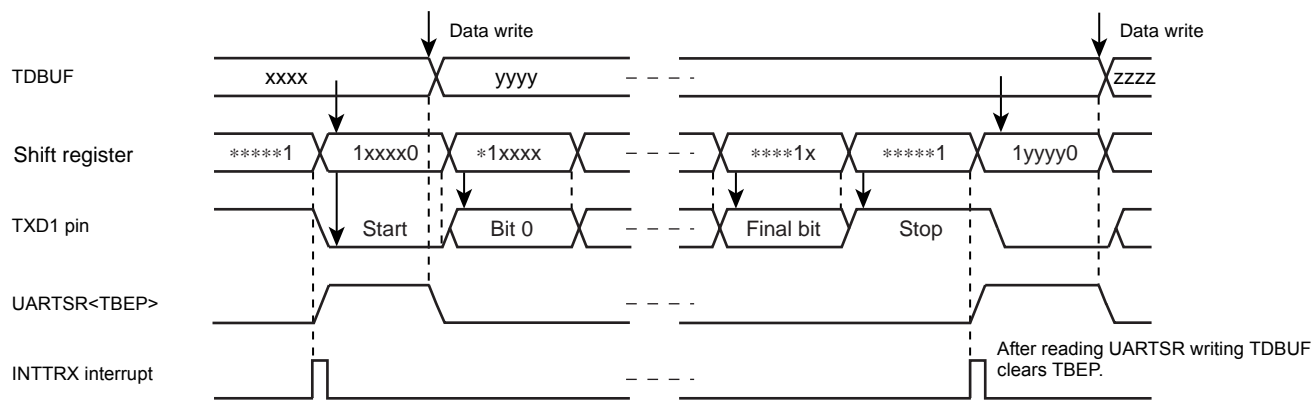 Data write
Data write
TDBUF
xxxx
yyyy
zzzz
Shift register
*****1
1xxxx0
*1xxxx
****1x
*****1
1yyyy0
TXD1 pin
Start
Bit 0
Final bit
Stop
UARTSR<TBEP>
After reading UARTSR writing TDBUF
clears TBEP.
INTTRX interrupt